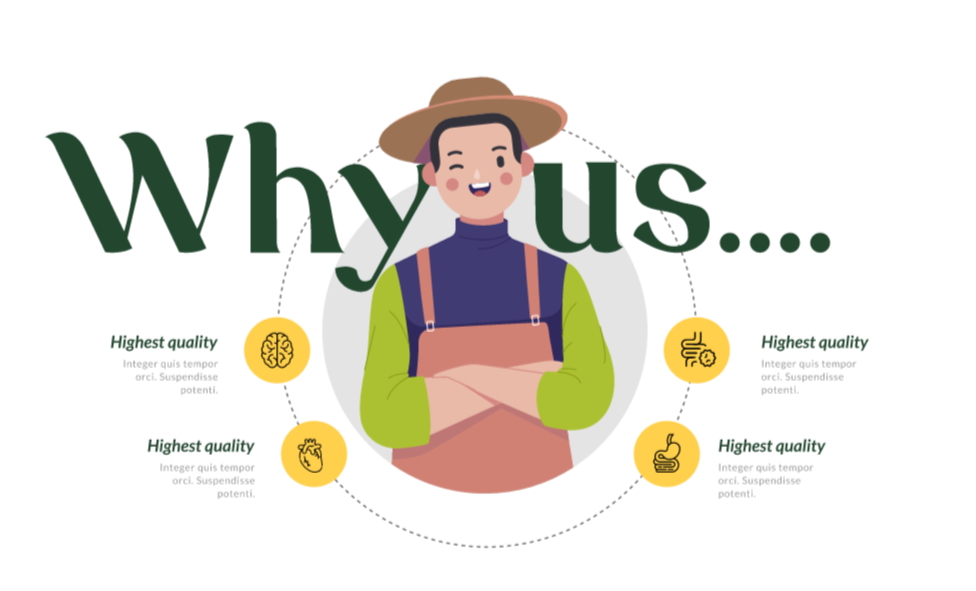 Why us....
Highest quality
Integer quis tempor
orci. Suspendisse
potenti.
Highest quality
Integer quis tempor
orci. Suspendisse
potenti.
Highest quality
Integer quis tempor
orci. Suspendisse
potenti.
Highest quality
Integer quis tempor
orci. Suspendisse
potenti.